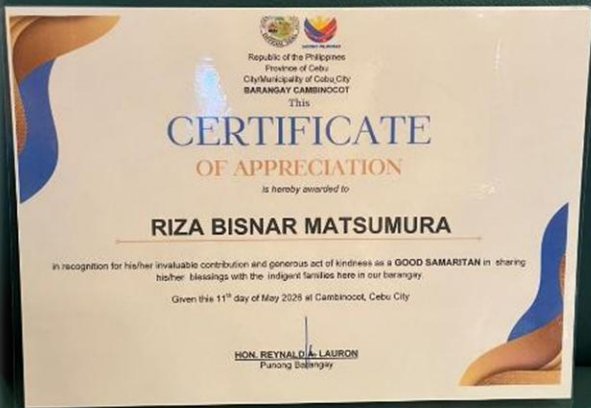 Republic of the Philippines
Province of Cebu
City/Municipality of Cebu City
BARANGAY CAMBINOCOT
This
CERTIFICATE
OF APPRECIATION
is hereby awarded to
RIZA BISNAR MATSUMURA
in recognition for his/her invaluable contribution and generous act of kindness as a GOOD SAMARITAN in sharing
his/her blessings with the indigent families here in our barangay.
Given this 11th day of May 2026 at Cambinocot, Cebu City
HON. REYNALD A. LAURON
Punong Barangay